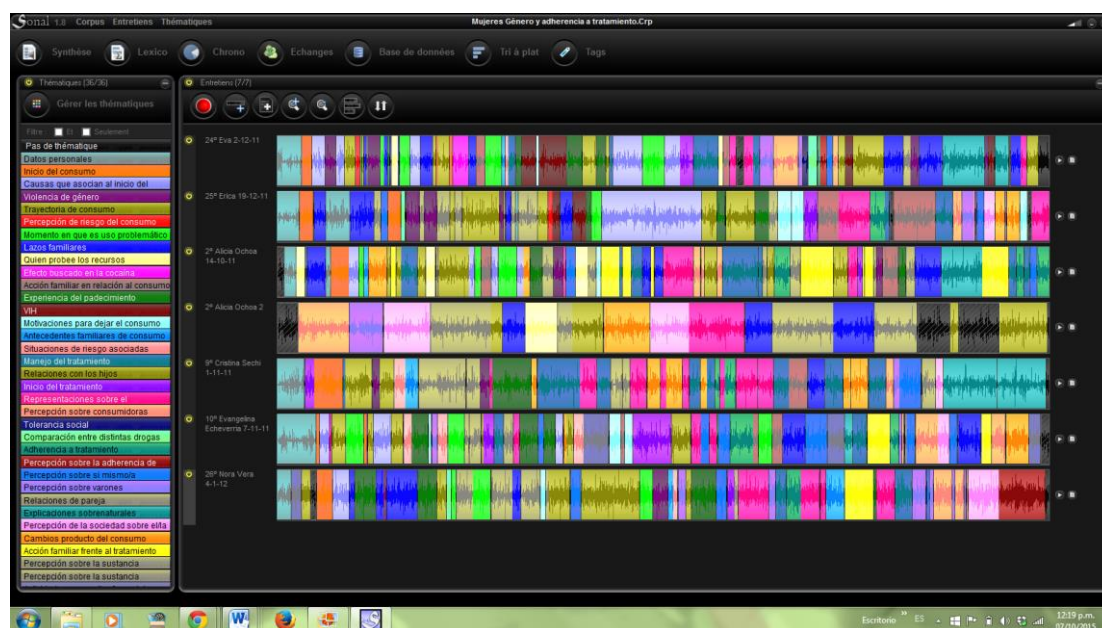 Sonal 1.0 Corpus Entretiens Thématiques
Mujeres Género y adherencia a tratamiento.Crp
Synthèse Lexico Chrono Echanges Base de données Tri à plat Tags
Thématiques (36/36)
Gérer les thématiques
Filtre Et Seulement
Pas de thématique
Datos personales
Inicio del consumo
Causas que asocian al inicio del
Violencia de género
Trayectoria de consumo
Percepción de riesgo del consumo
Momento en que es uso problemático
Lazos familiares
Quien probee los recursos
Efecto buscado en la cocaína
Acción familiar en relación al consumo
Experiencia del padecimiento
VIH
Motivaciones para dejar el consumo
Antecedentes familiares de consumo
Situaciones de riesgo asociadas
Manejo del tratamiento
Relaciones con los hijos
Inicio del tratamiento
Representaciones sobre el
Percepción sobre consumidoras
Tolerancia social
Comparación entre distintas drogas
Adherencia a tratamiento
Percepción sobre la adherencia de
Percepción sobre si mismo/a
Percepción sobre varones
Relaciones de pareja
Explicaciones sobrenaturales
Percepción de la sociedad sobre el/la
Cambios producto del consumo
Acción familiar frente al tratamiento
Percepción sobre la sustancia
Percepción sobre la sustancia
Entretiens (7/7)
24º Eva 2-12-11
25º Erica 19-12-11
2º Alicia Ochoa
14-10-11
2º Alicia Ochoa 2
9º Cristina Sechi
1-11-11
10º Evangelina
Echeverria 7-11-11
26º Nora Vera
4-1-12
Escritorio ES
12:19 p.m.
07/10/2015